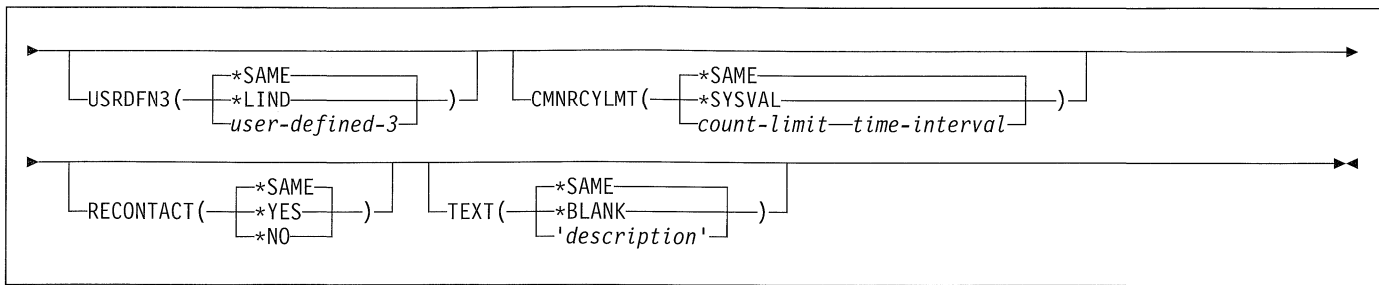 *SAME *SAME
USRDFN3( *LIND ) CMNRCYLMT( *SYSVAL )
user-defined-3 count-limit time-interval
*SAME *SAME
RECONTACT( *YES ) TEXT( *BLANK )
*NO 'description'